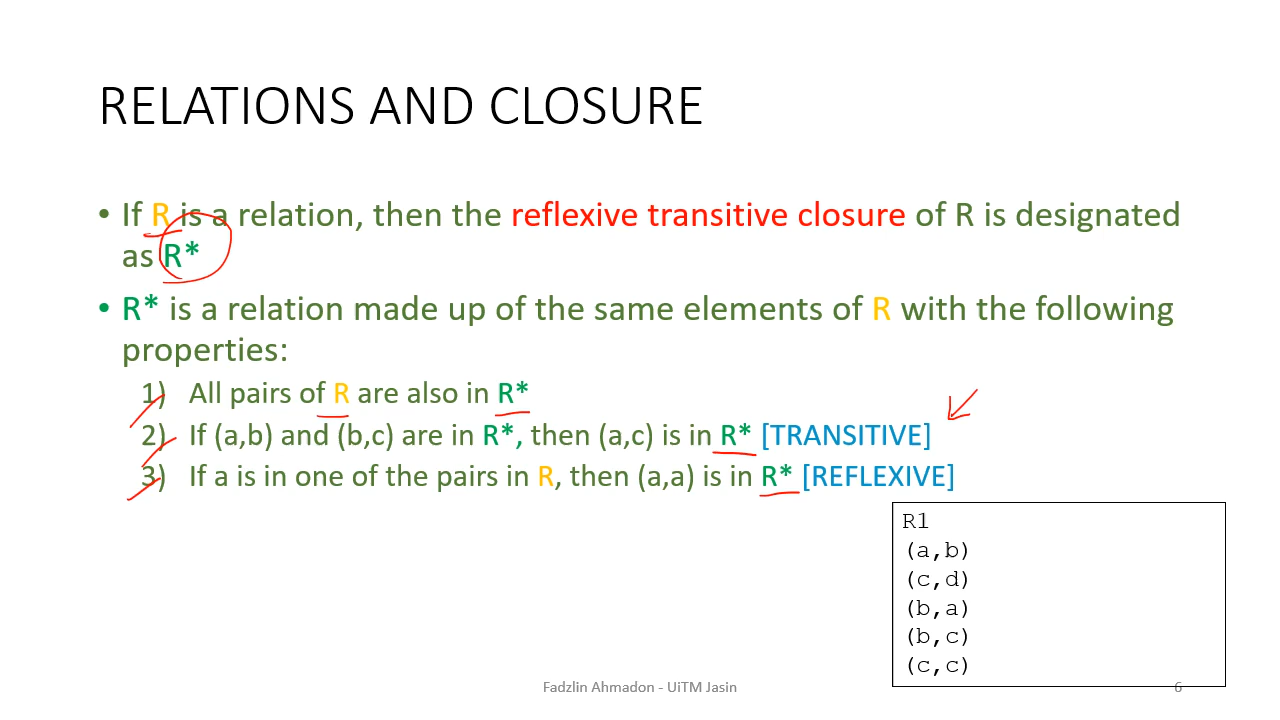 RELATIONS AND CLOSURE
• If R is a relation, then the reflexive transitive closure of R is designated
as R*
• R* is a relation made up of the same elements of R with the following
properties:
1) All pairs of R are also in R*
2) If (a,b) and (b,c) are in R*, then (a,c) is in R* [TRANSITIVE]
3) If a is in one of the pairs in R, then (a,a) is in R* [REFLEXIVE]
R1
(a,b)
(c,d)
(b,a)
(b,c)
(c,c)
Fadzlin Ahmadon - UiTM Jasin
6